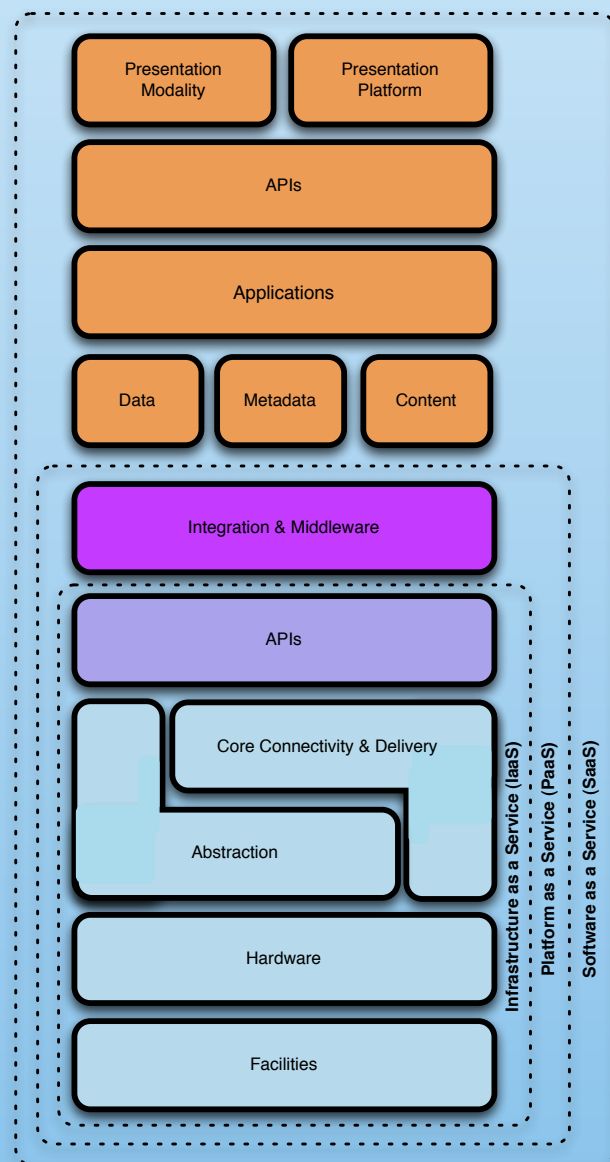 Presentation
Modality
Presentation
Platform
APIs
Applications
Data
Metadata
Content
Integration & Middleware
APIs
Core Connectivity & Delivery
Abstraction
Hardware
Facilities
Infrastructure as a Service (IaaS)
Platform as a Service (PaaS)
Software as a Service (SaaS)